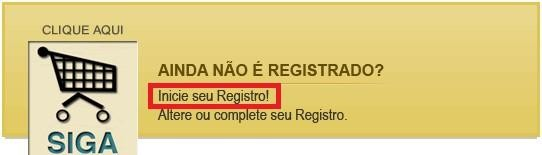 CLIQUE AQUI
AINDA NÃO É REGISTRADO?
Inicie seu Registro!
Altere ou complete seu Registro.
SIGA